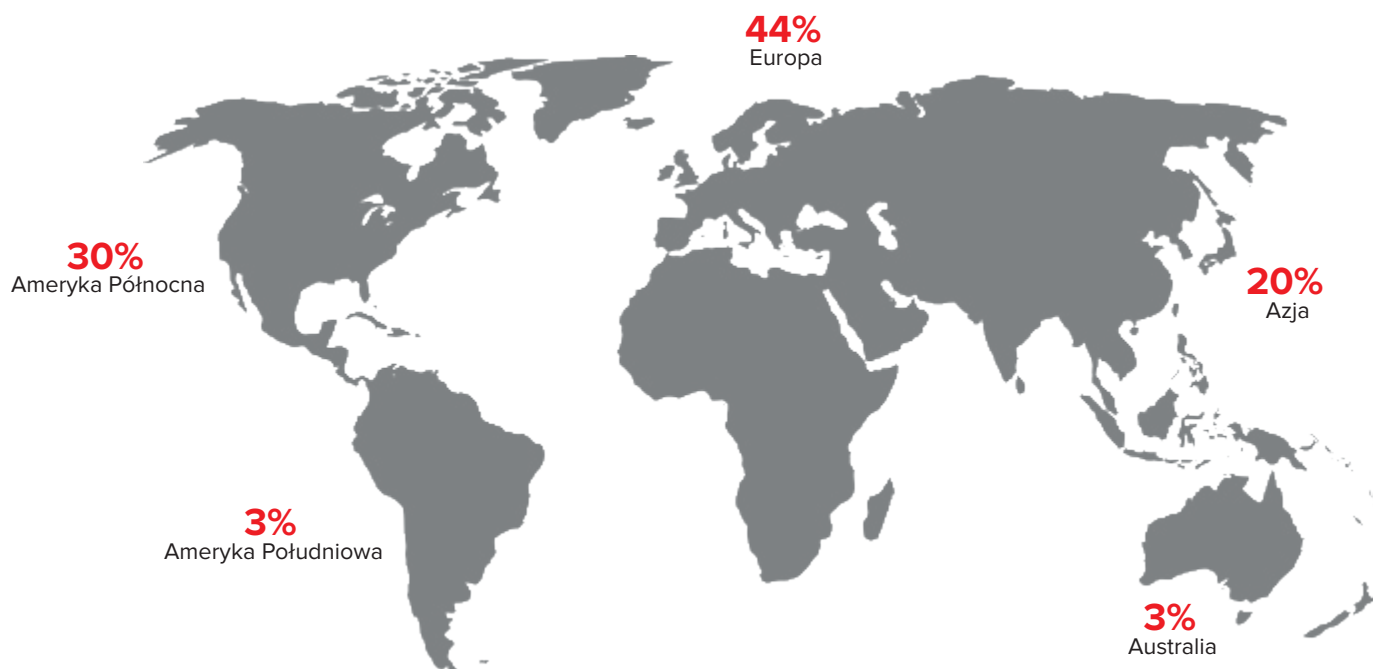 44%
Europa
30%
Ameryka Północna
20%
Azja
3%
Ameryka Południowa
3%
Australia